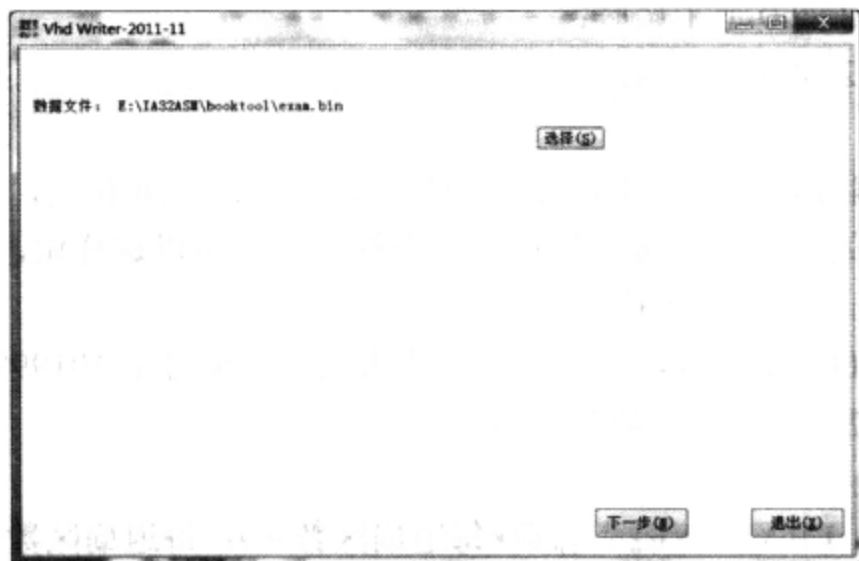 Vhd Writer-2011-11
数据文件: E:\IA32ASM\booktool\exam.bin
选择(S)
下一步(N) 退出(X)